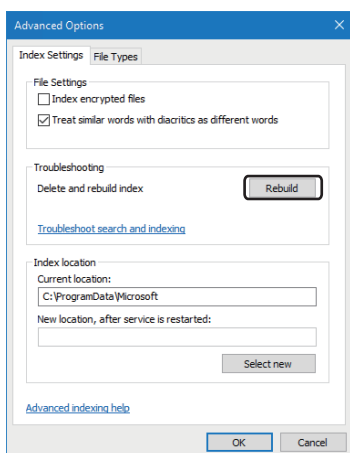 Advanced Options
Index Settings File Types
File Settings
Index encrypted files
Treat similar words with diacritics as different words
Troubleshooting
Delete and rebuild index Rebuild
Troubleshoot search and indexing
Index location
Current location:
C:\ProgramData\Microsoft
New location, after service is restarted:
Select new
Advanced indexing help
OK Cancel